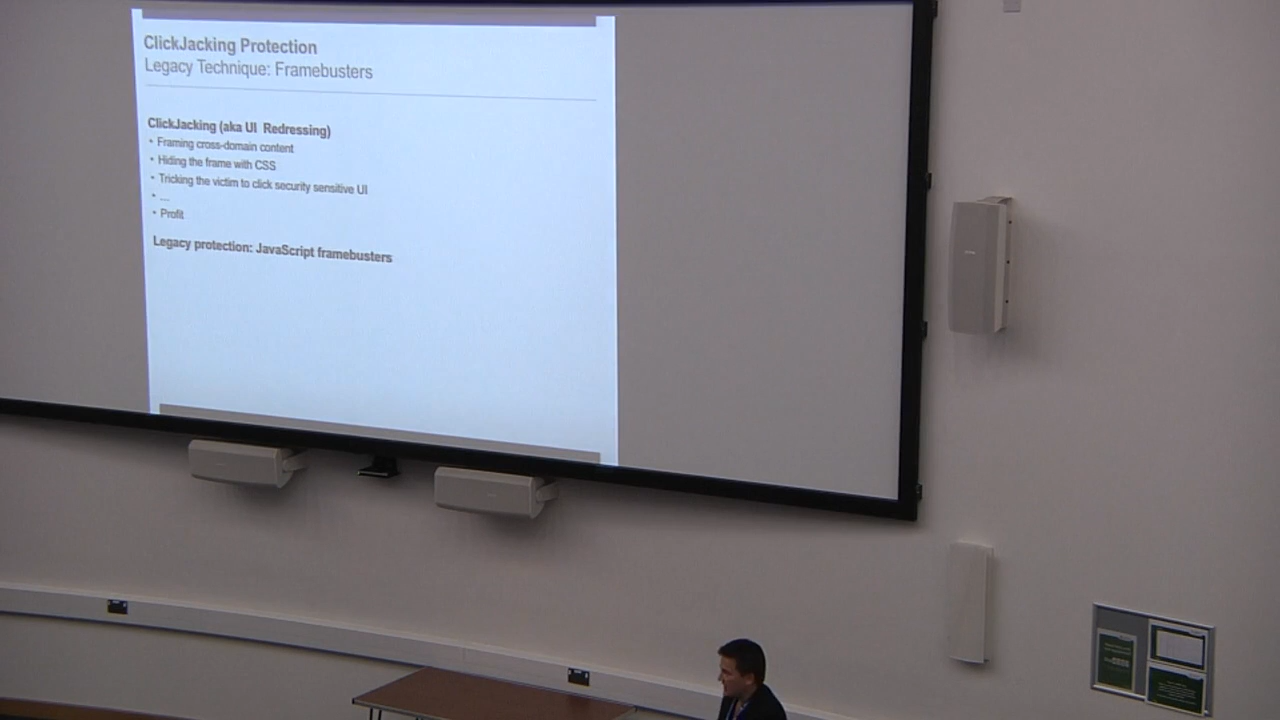 ClickJacking Protection
Legacy Technique: Framebusters
ClickJacking (aka UI Redressing)
• Framing cross-domain content
• Hiding the frame with CSS
• Tricking the victim to click security sensitive UI
• ....
• Profit
Legacy protection: JavaScript framebusters